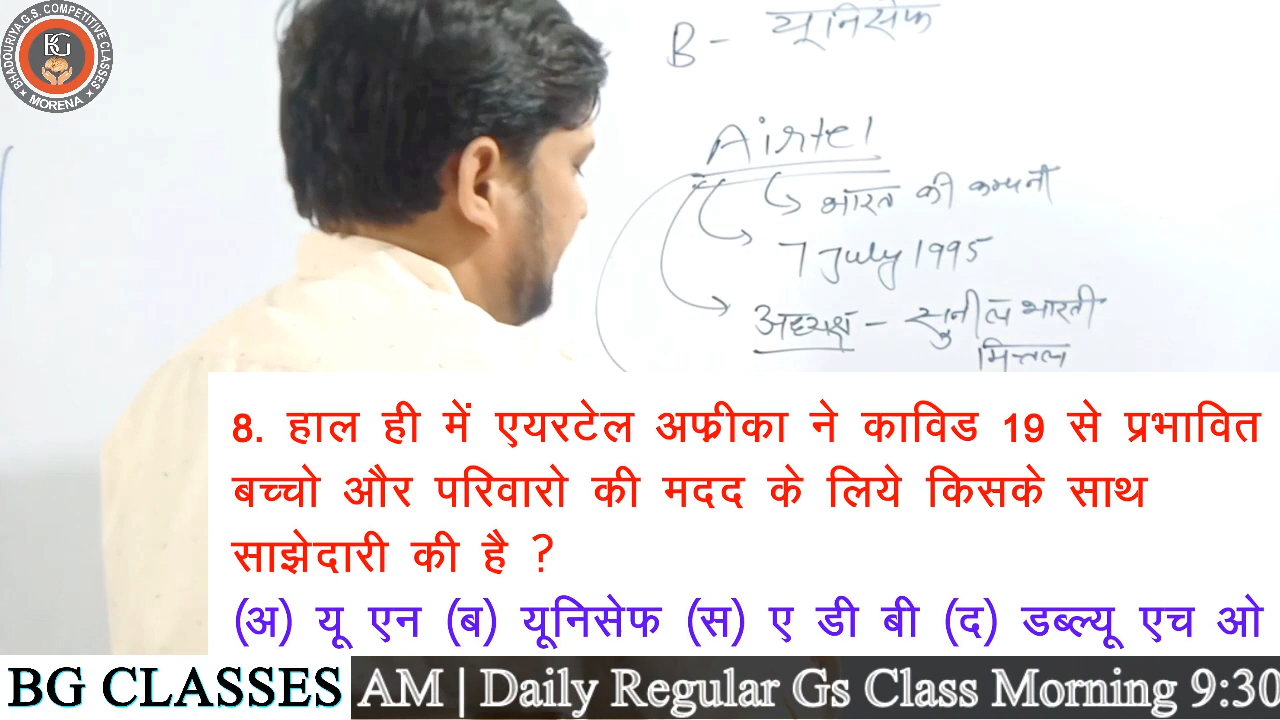 BHADOURIYA G.S. COMPETITIVE CLASSES
BG
MORENA
B - यूनिसेफ
Airtel
भारत की कम्पनी
7 July 1995
अध्यक्ष - सुनील भारती
मित्तल
8. हाल ही में एयरटेल अफ्रीका ने काविड 19 से प्रभावित
बच्चो और परिवारो की मदद के लिये किसके साथ
साझेदारी की है ?
(अ) यू एन (ब) यूनिसेफ (स) ए डी बी (द) डब्ल्यू एच ओ
BG CLASSES AM | Daily Regular Gs Class Morning 9:30